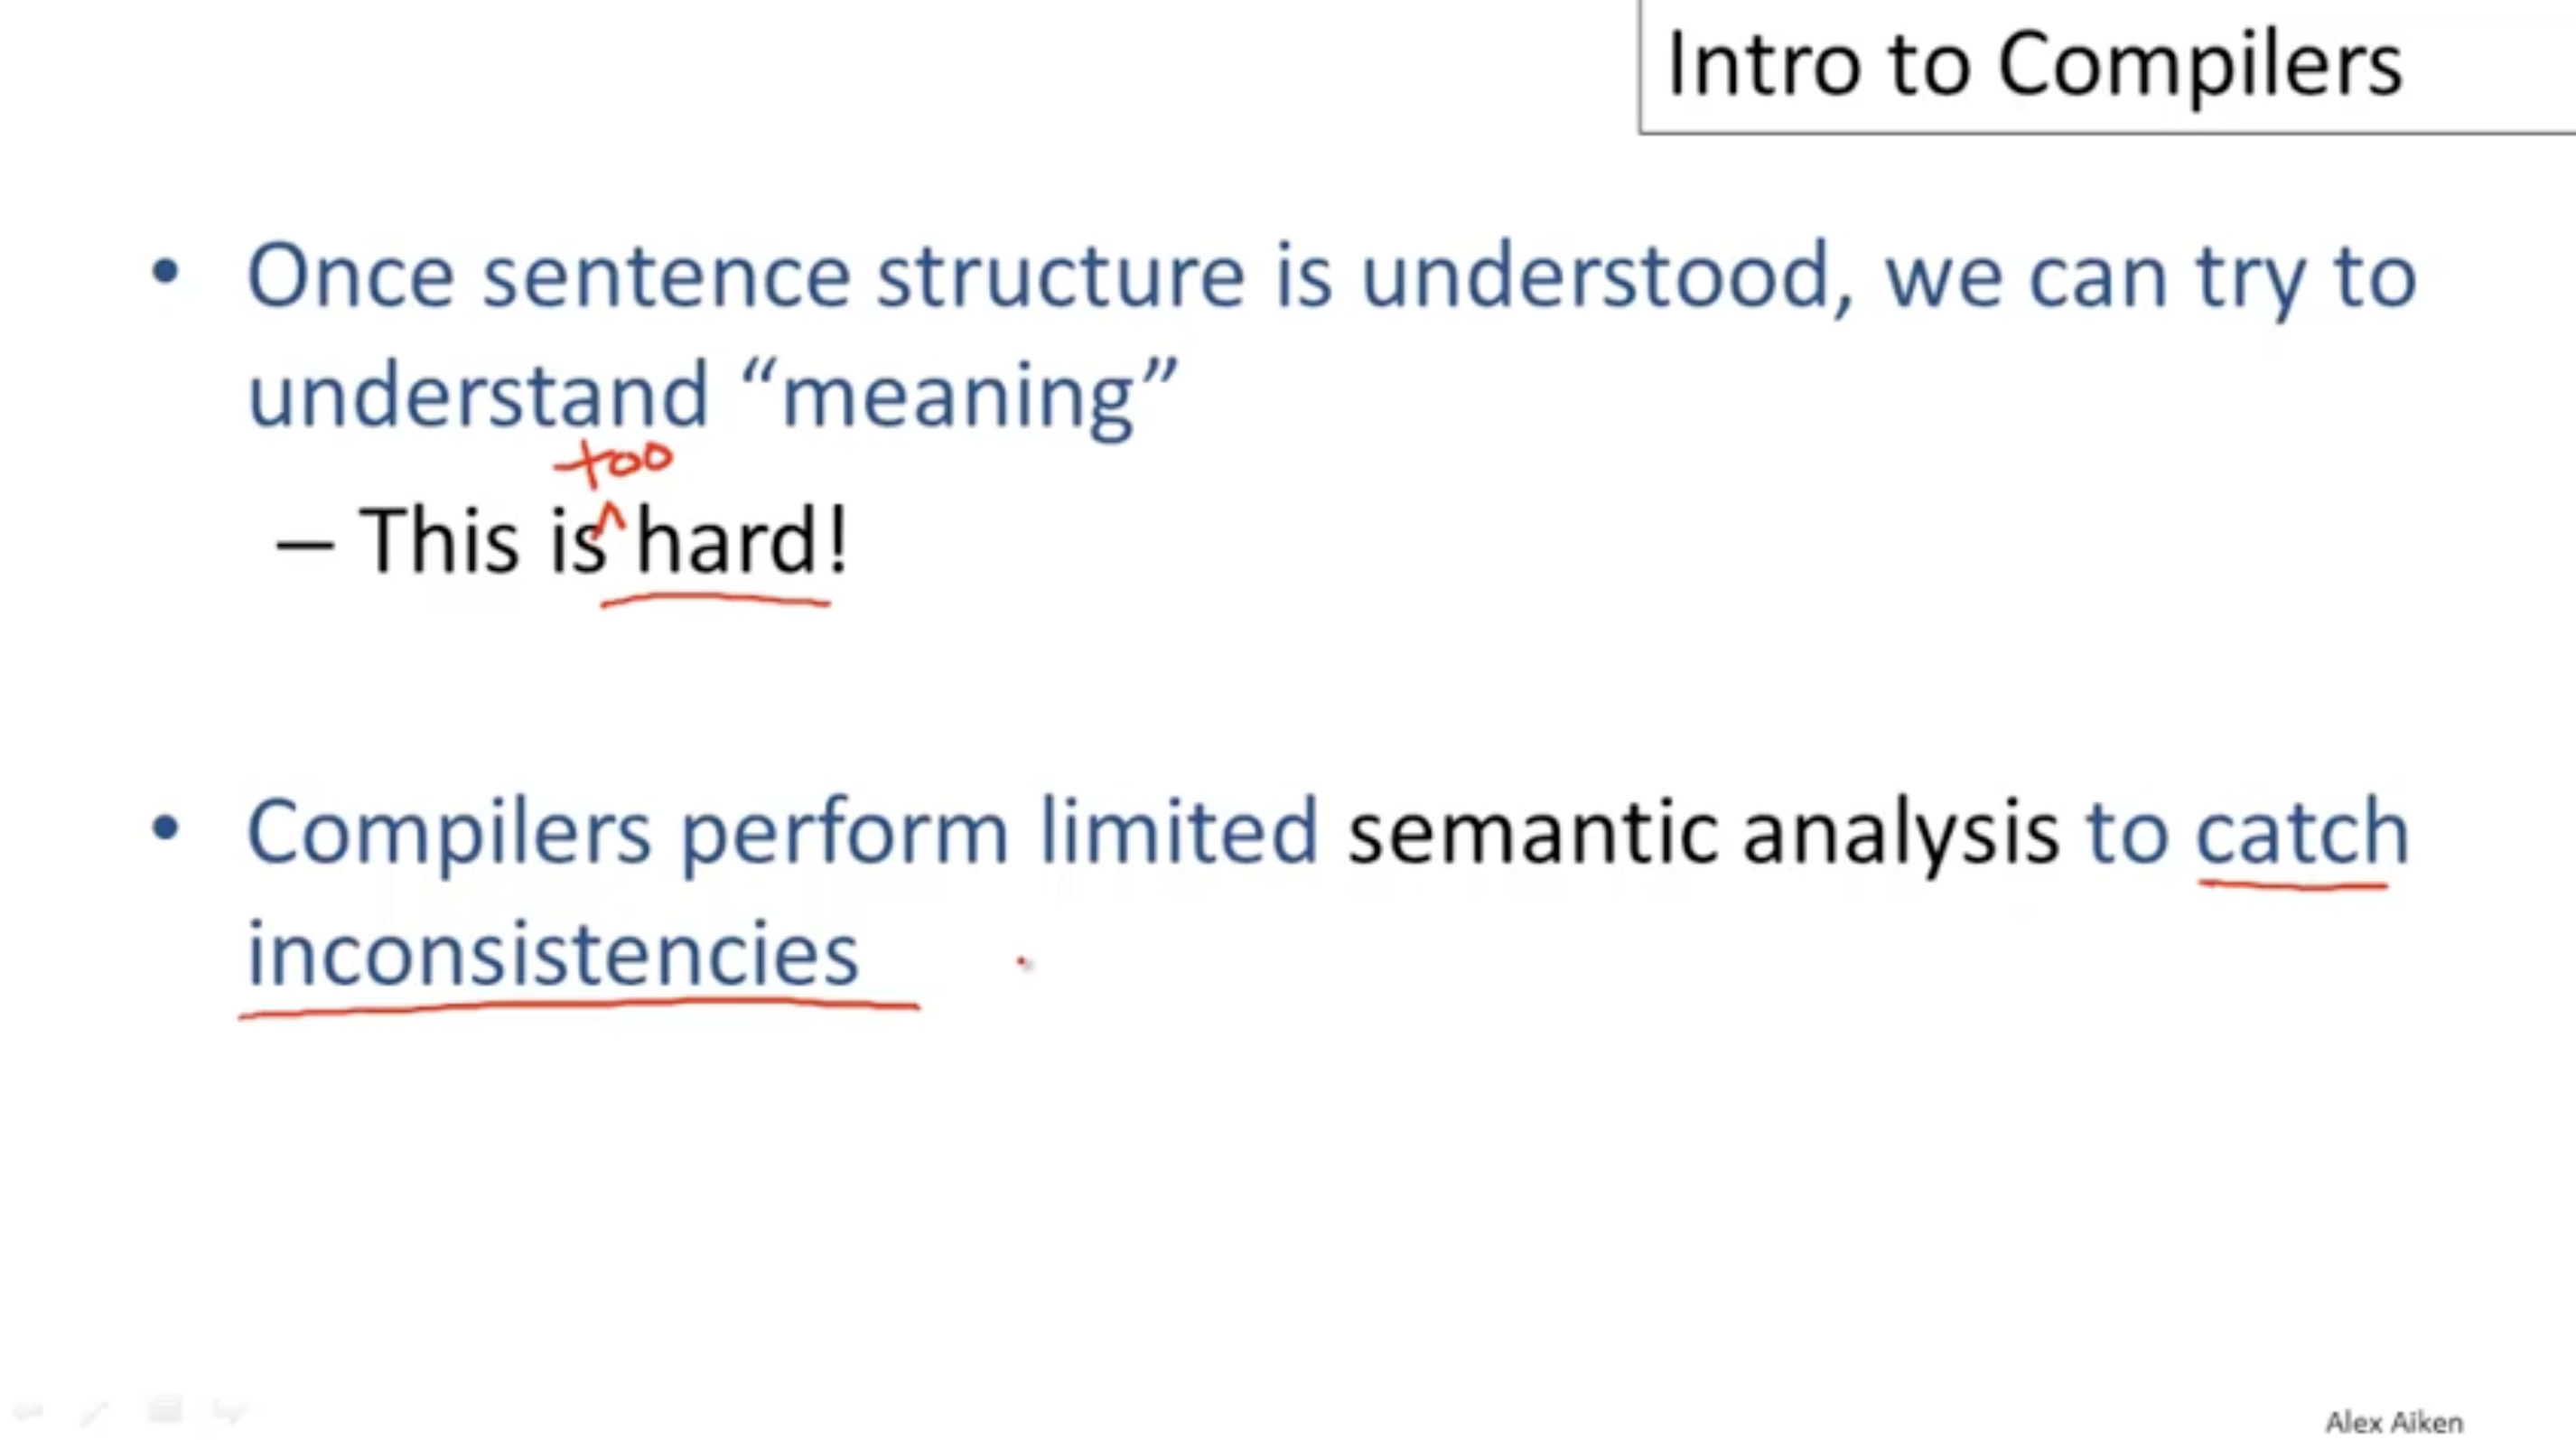 Intro to Compilers
• Once sentence structure is understood, we can try to
understand “meaning”
too
– This is ^ hard!
• Compilers perform limited semantic analysis to catch
inconsistencies
Alex Aiken